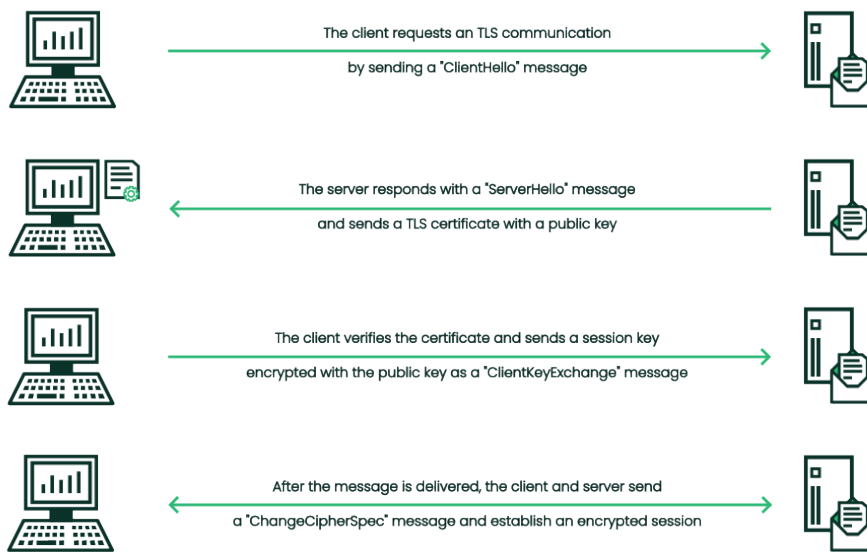 The client requests an TLS communication
by sending a "ClientHello" message
The server responds with a "ServerHello" message
and sends a TLS certificate with a public key
The client verifies the certificate and sends a session key
encrypted with the public key as a "ClientKeyExchange" message
After the message is delivered, the client and server send
a "ChangeCipherSpec" message and establish an encrypted session